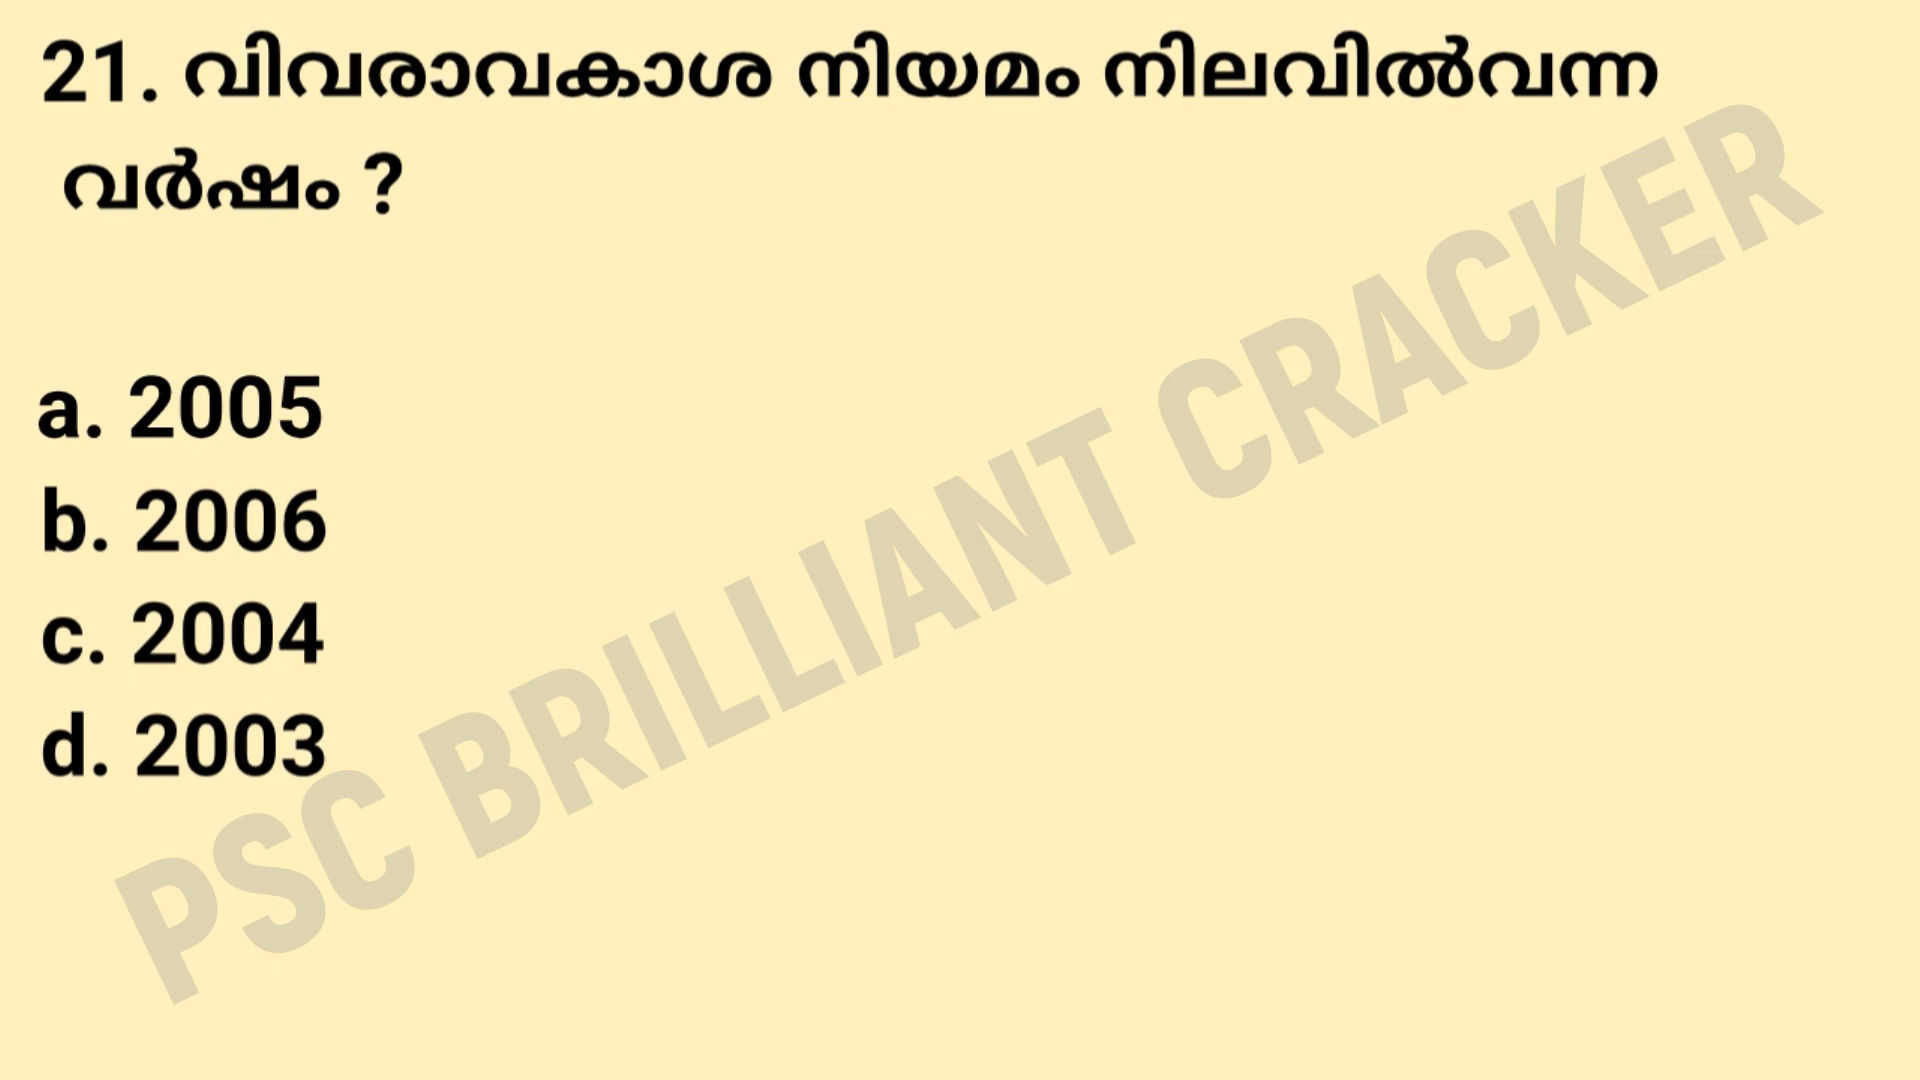 21. വിവരാവകാശ നിയമം നിലവിൽവന്ന
വർഷം ?
a. 2005
b. 2006
c. 2004
d. 2003
PSC BRILLIANT CRACKER